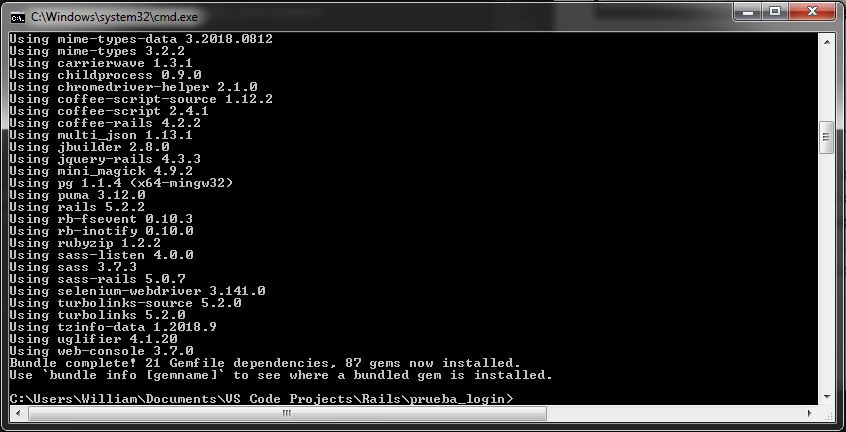 C:\Windows\system32\cmd.exe
Using mime-types-data 3.2018.0812
Using mime-types 3.2.2
Using carrierwave 1.3.1
Using childprocess 0.9.0
Using chromedriver-helper 2.1.0
Using coffee-script-source 1.12.2
Using coffee-script 2.4.1
Using coffee-rails 4.2.2
Using multi_json 1.13.1
Using jbuilder 2.8.0
Using jquery-rails 4.3.3
Using mini_magick 4.9.2
Using pg 1.1.4 (x64-mingw32)
Using puma 3.12.0
Using rails 5.2.2
Using rb-fsevent 0.10.3
Using rb-inotify 0.10.0
Using rubyzip 1.2.2
Using sass-listen 4.0.0
Using sass 3.7.3
Using sass-rails 5.0.7
Using selenium-webdriver 3.141.0
Using turbolinks-source 5.2.0
Using turbolinks 5.2.0
Using tzinfo-data 1.2018.9
Using uglifier 4.1.20
Using web-console 3.7.0
Bundle complete! 21 Gemfile dependencies, 87 gems now installed.
Use `bundle info [gemname]` to see where a bundled gem is installed.
C:\Users\William\Documents\VS Code Projects\Rails\prueba_login>